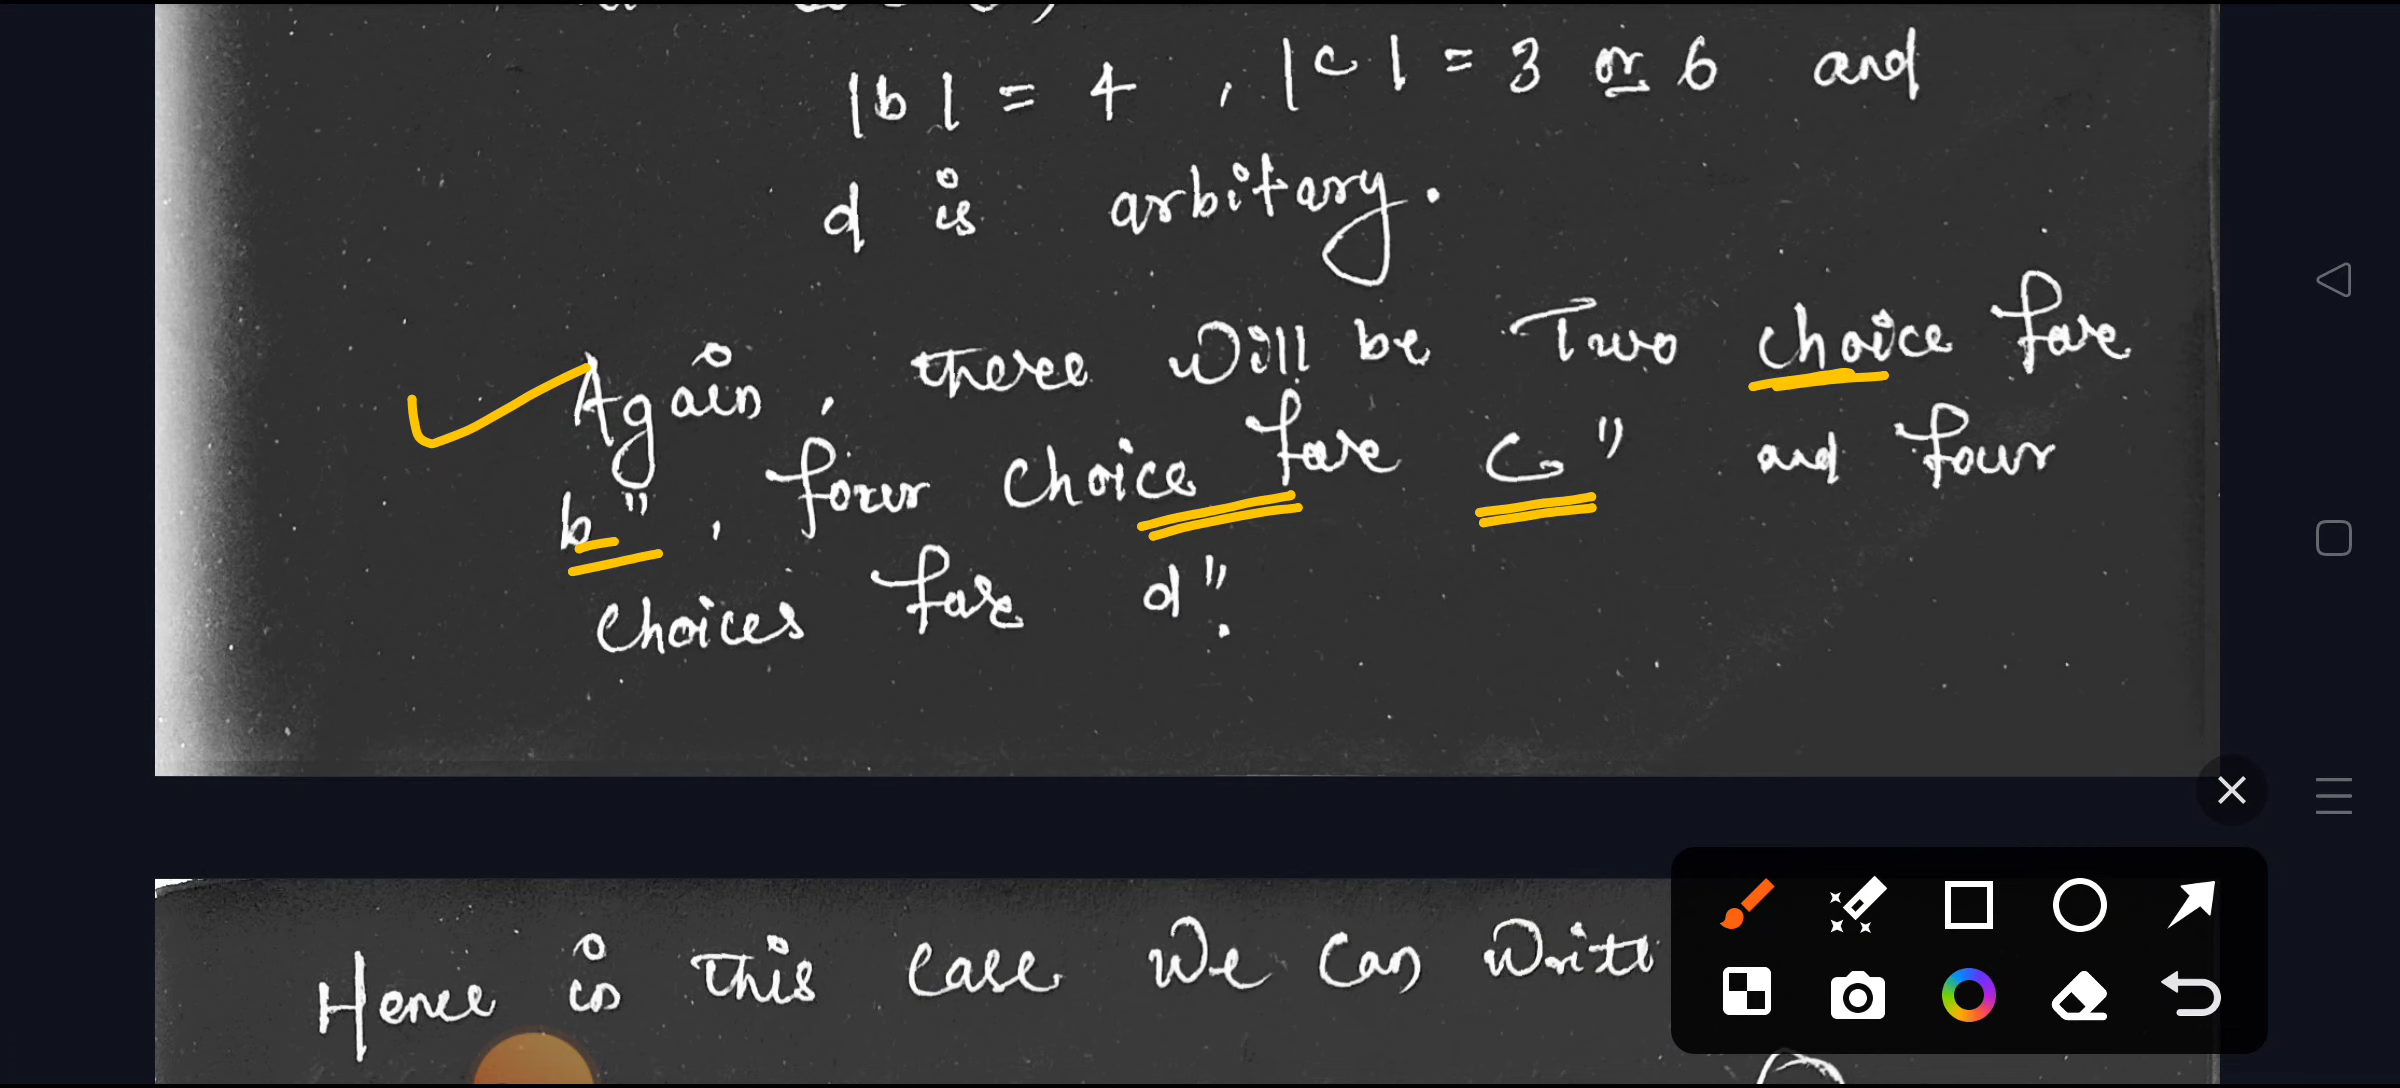 |b| = 4 , |c| = 3 or 6 and
d is arbitary.
Again, there will be Two choice for
b", four choice for c" and four
choices for d".
Hence in this case we can write